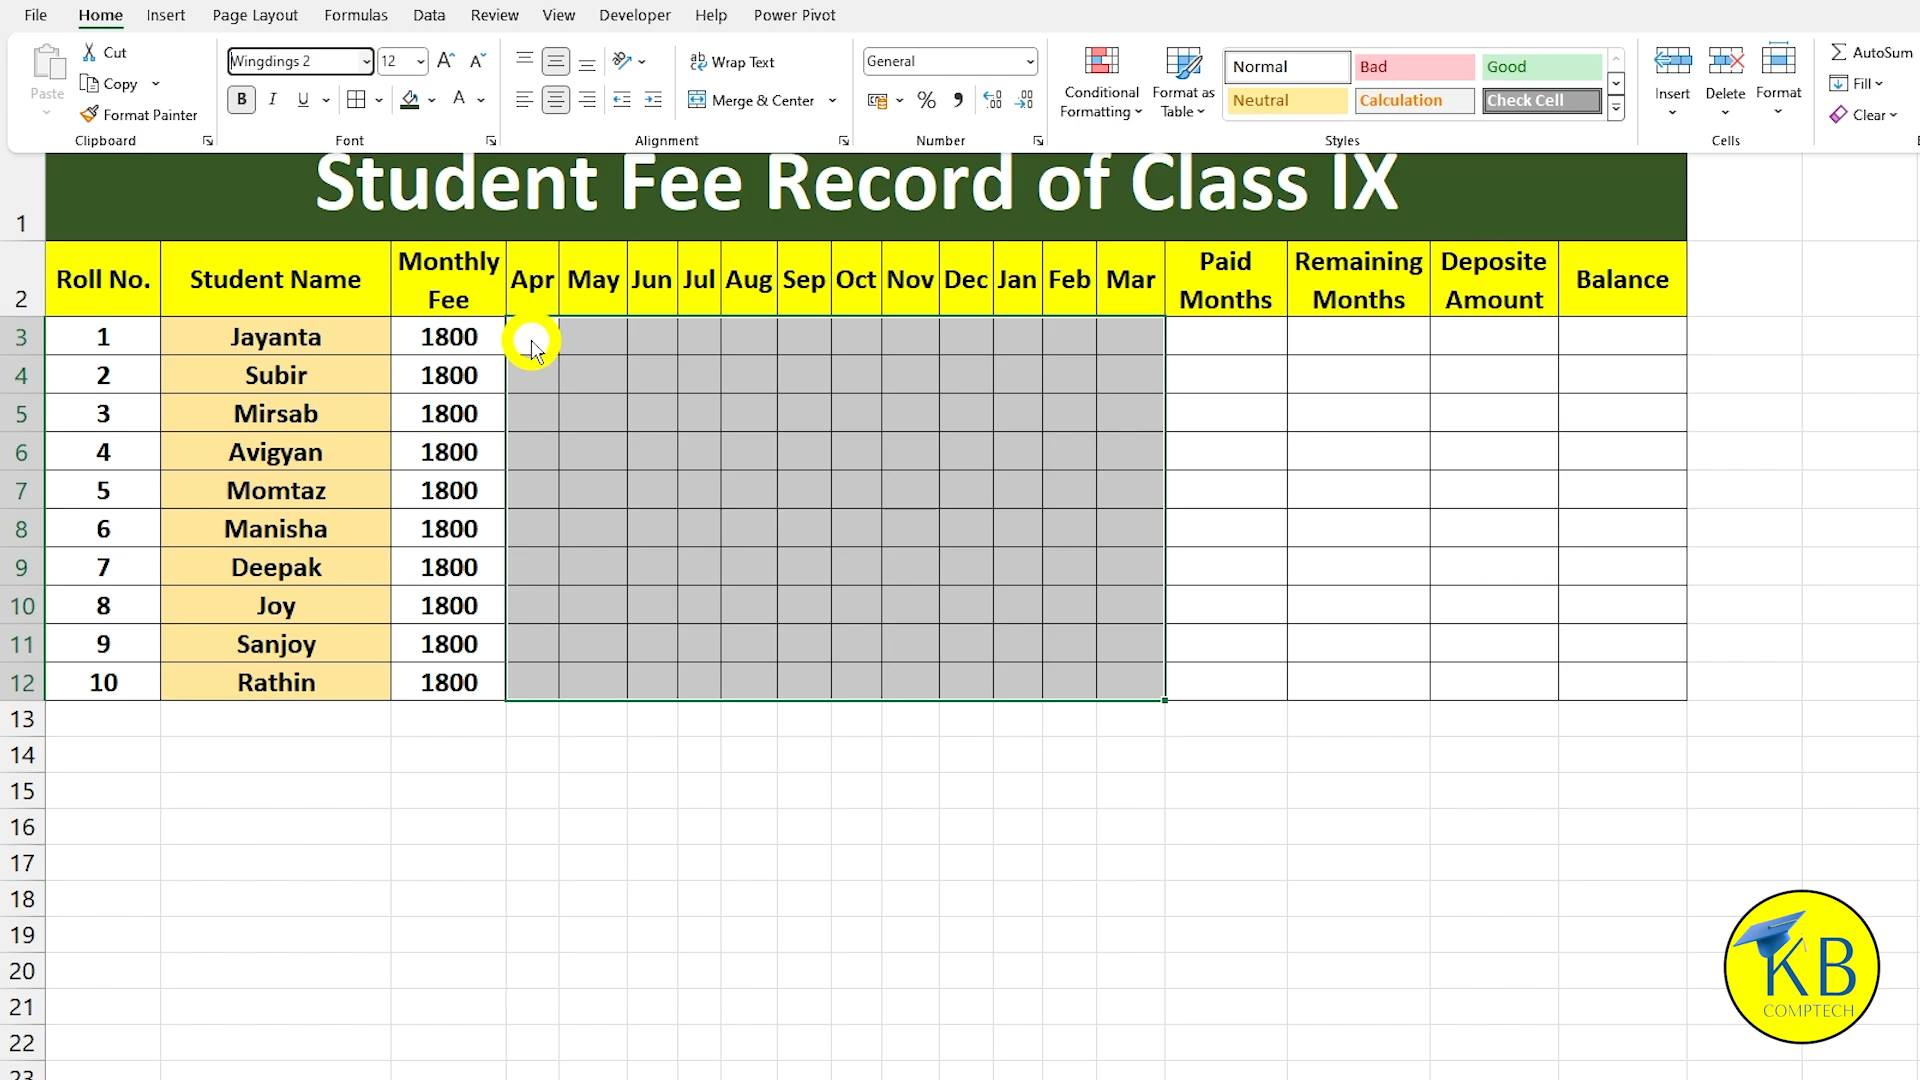 File Home Insert Page Layout Formulas Data Review View Developer Help Power Pivot
Paste Cut Copy Format Painter Clipboard
Wingdings 2 12 A A B I U A Font
ab Wrap Text Merge & Center Alignment
General % Number
Conditional Formatting Format as Table
Normal Bad Good
Neutral Calculation Check Cell
Styles
Insert Delete Format Cells
AutoSum
Fill
Clear
1 Student Fee Record of Class IX
2 Roll No. Student Name Monthly Fee Apr May Jun Jul Aug Sep Oct Nov Dec Jan Feb Mar Paid Months Remaining Months Deposite Amount Balance
3 1 Jayanta 1800
4 2 Subir 1800
5 3 Mirsab 1800
6 4 Avigyan 1800
7 5 Momtaz 1800
8 6 Manisha 1800
9 7 Deepak 1800
10 8 Joy 1800
11 9 Sanjoy 1800
12 10 Rathin 1800
13
14
15
16
17
18
19
20
21
22
23
KB
COMPTECH